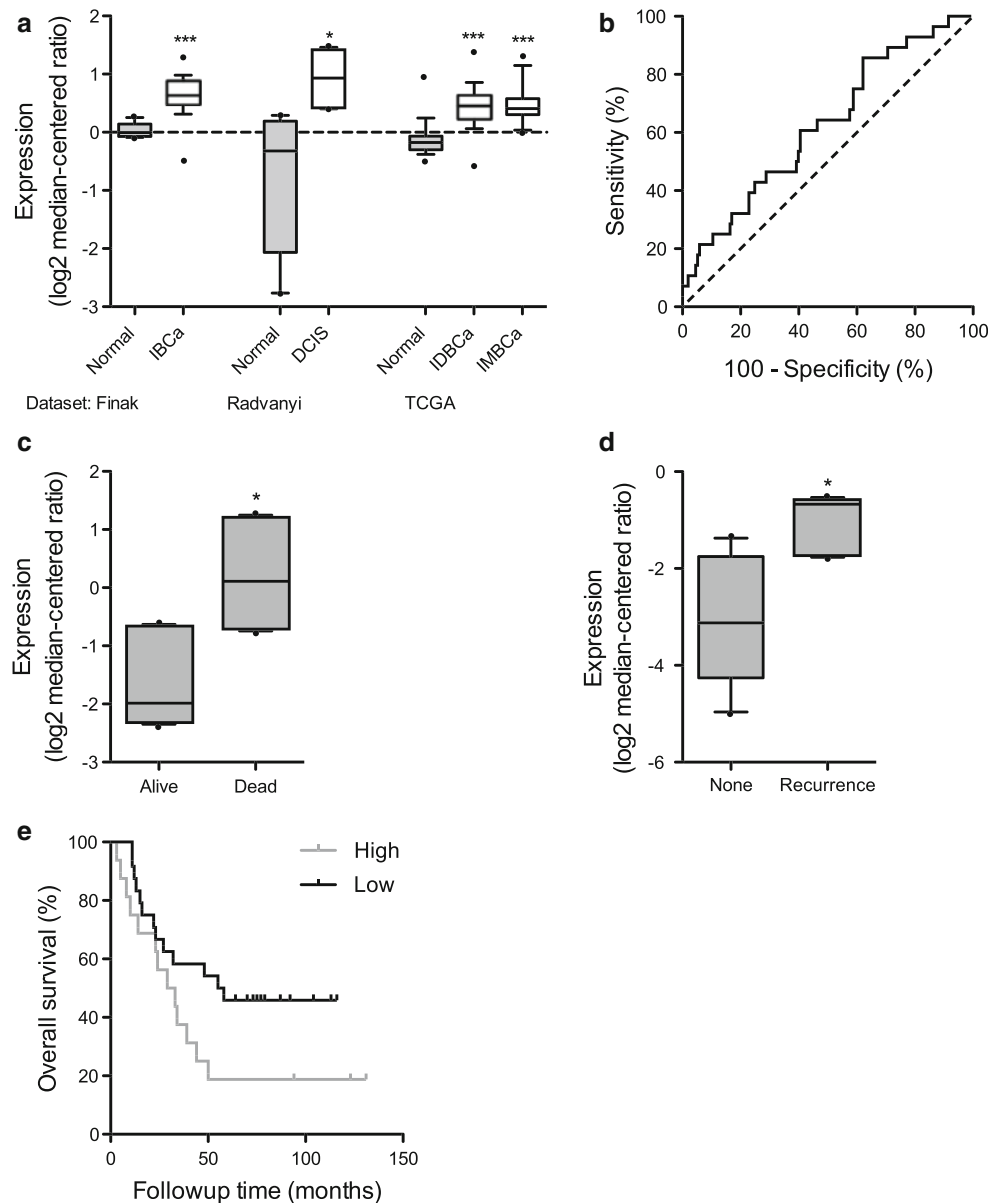 a
Expression
(log2 median-centered ratio)
2
1
0
-1
-2
-3
***
*
***
***
Normal
IBCa
Normal
DCIS
Normal
IDBCa
IMBCa
Dataset: Finak
Radvanyi
TCGA
b
Sensitivity (%)
100
80
60
40
20
0
0
20
40
60
80
100
100 - Specificity (%)
c
Expression
(log2 median-centered ratio)
2
1
0
-1
-2
-3
*
Alive
Dead
d
Expression
(log2 median-centered ratio)
0
-2
-4
-6
*
None
Recurrence
e
Overall survival (%)
100
80
60
40
20
0
High
Low
0
50
100
150
Followup time (months)